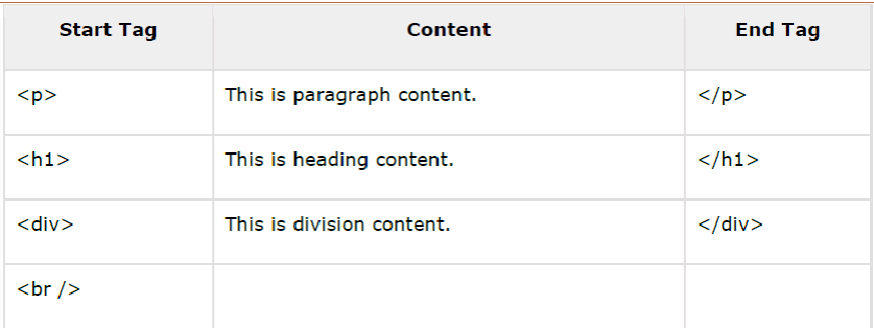 Start Tag Content End Tag
<p> This is paragraph content. </p>
<h1> This is heading content. </h1>
<div> This is division content. </div>
<br />